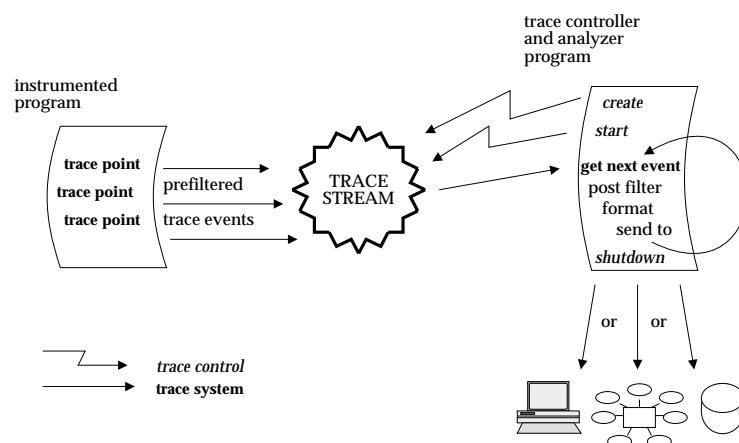 trace controller
and analyzer
program
instrumented
program
trace point
trace point
trace point
prefiltered
trace events
TRACE
STREAM
create
start
get next event
post filter
format
send to
shutdown
or or
trace control
trace system